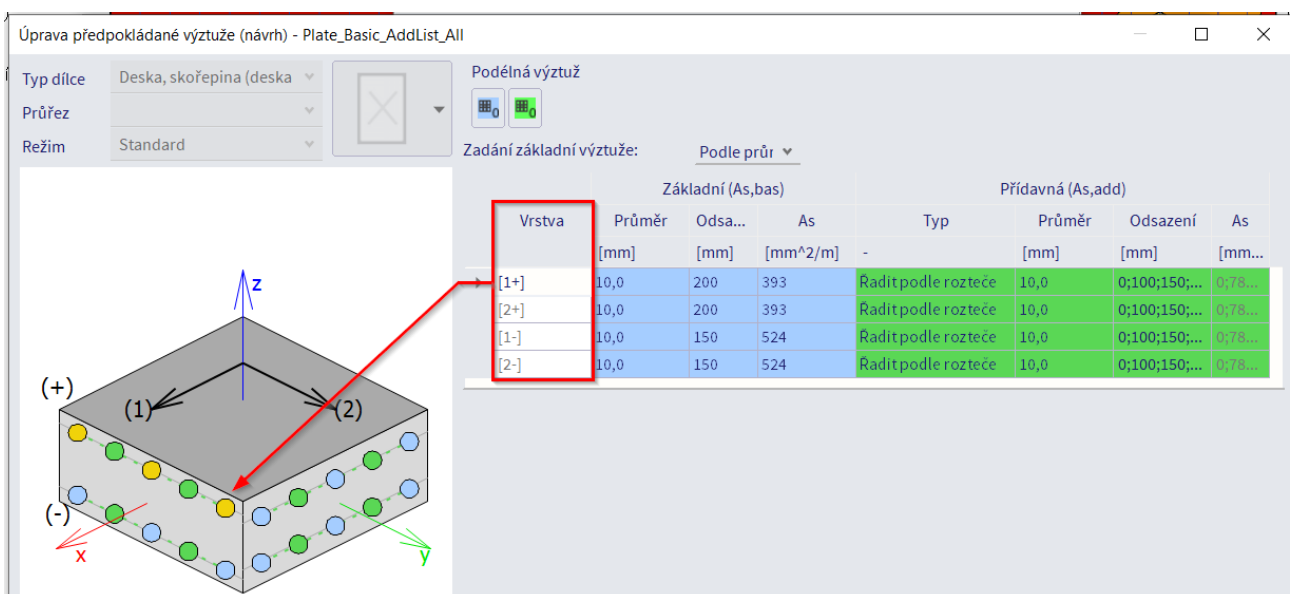 Úprava předpokládané výztuže (návrh) - Plate_Basic_AddList_All
Typ dílce
Deska, skořepina (deska
Průřez
Režim
Standard
Podélná výztuž
Zadání základní výztuže:
Podle průr
Základní (As,bas)
Přídavná (As,add)
Vrstva Průměr Odsa... As Typ Průměr Odsazení As
[mm] [mm] [mm^2/m] - [mm] [mm] [mm...
[1+] 10,0 200 393 Řadit podle rozteče 10,0 0;100;150;... 0;78...
[2+] 10,0 200 393 Řadit podle rozteče 10,0 0;100;150;... 0;78...
[1-] 10,0 150 524 Řadit podle rozteče 10,0 0;100;150;... 0;78...
[2-] 10,0 150 524 Řadit podle rozteče 10,0 0;100;150;... 0;78...
z
(+)
(1)
(2)
(-)
x
y